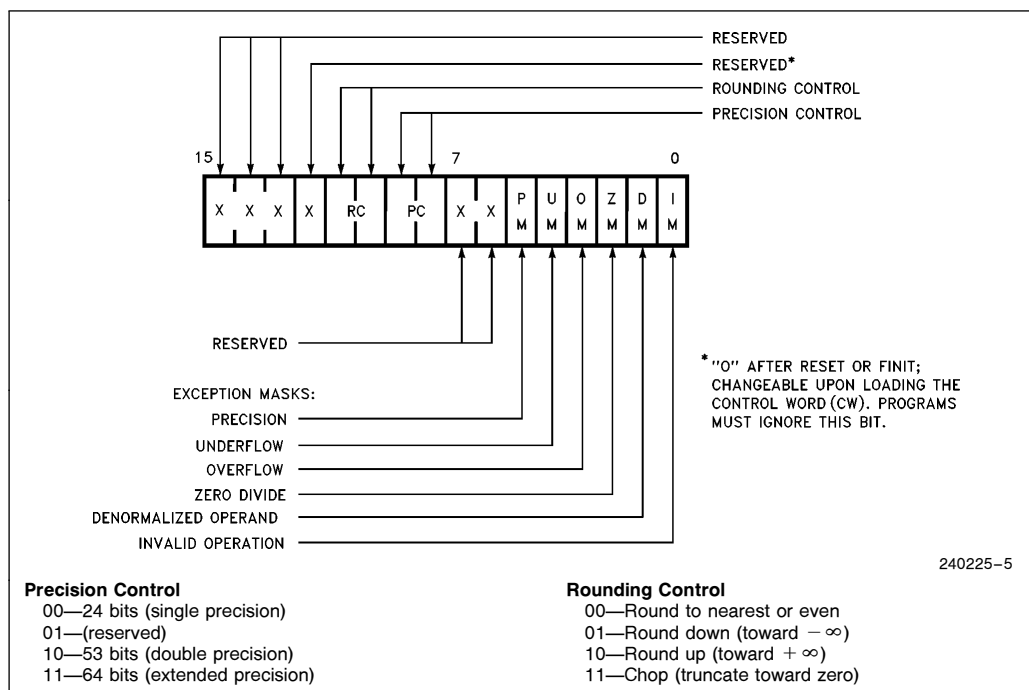 RESERVED
RESERVED*
ROUNDING CONTROL
PRECISION CONTROL
15 7 0
X X X X RC PC X X P M U M O M Z M D M I M
RESERVED
EXCEPTION MASKS:
PRECISION
UNDERFLOW
OVERFLOW
ZERO DIVIDE
DENORMALIZED OPERAND
INVALID OPERATION
* "0" AFTER RESET OR FINIT;
CHANGEABLE UPON LOADING THE
CONTROL WORD (CW). PROGRAMS
MUST IGNORE THIS BIT.
240225–5
Precision Control
00—24 bits (single precision)
01—(reserved)
10—53 bits (double precision)
11—64 bits (extended precision)
Rounding Control
00—Round to nearest or even
01—Round down (toward −∞)
10—Round up (toward +∞)
11—Chop (truncate toward zero)